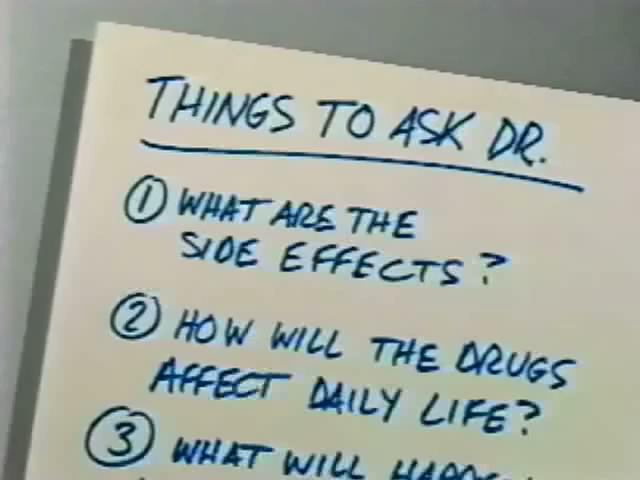 THINGS TO ASK DR.
① WHAT ARE THE
SIDE EFFECTS?
② HOW WILL THE DRUGS
AFFECT DAILY LIFE?
③ WHAT WILL